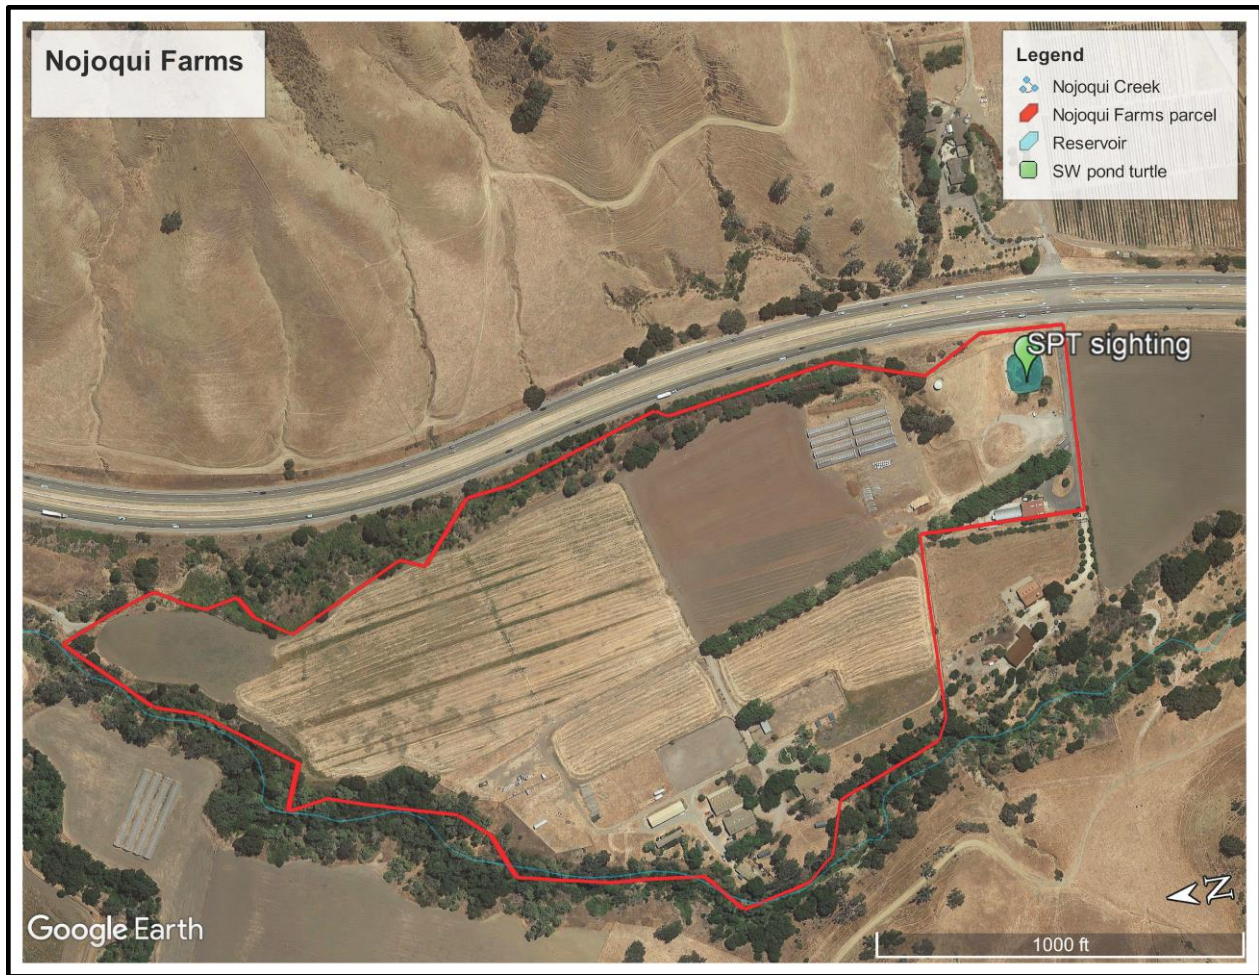 Nojoqui Farms
Legend
Nojoqui Creek
Nojoqui Farms parcel
Reservoir
SW pond turtle
SPT sighting
Google Earth
N
1000 ft